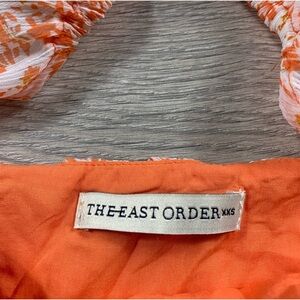 THE EAST ORDER XXS